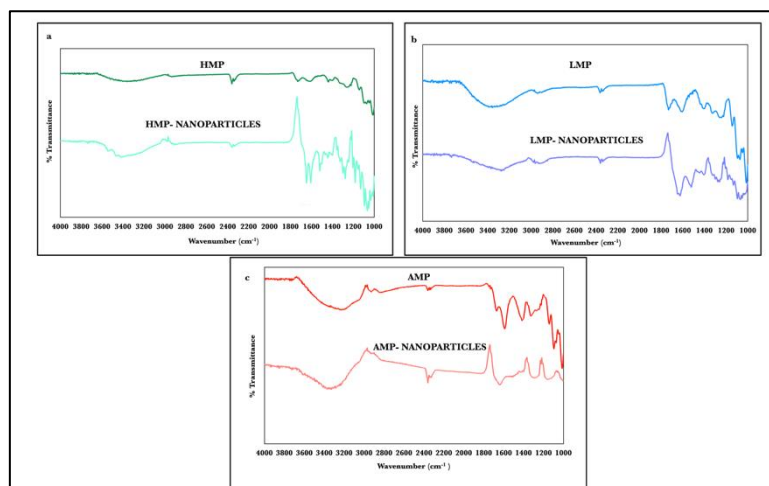 a
HMP
HMP- NANOPARTICLES
% Transmittance
4000 3800 3600 3400 3200 3000 2800 2600 2400 2200 2000 1800 1600 1400 1200 1000
Wavenumber (cm⁻¹)
b
LMP
LMP- NANOPARTICLES
% Transmittance
4000 3800 3600 3400 3200 3000 2800 2600 2400 2200 2000 1800 1600 1400 1200 1000
Wavenumber (cm⁻¹)
c
AMP
AMP- NANOPARTICLES
% Transmittance
4000 3800 3600 3400 3200 3000 2800 2600 2400 2200 2000 1800 1600 1400 1200 1000
Wavenumber (cm⁻¹)